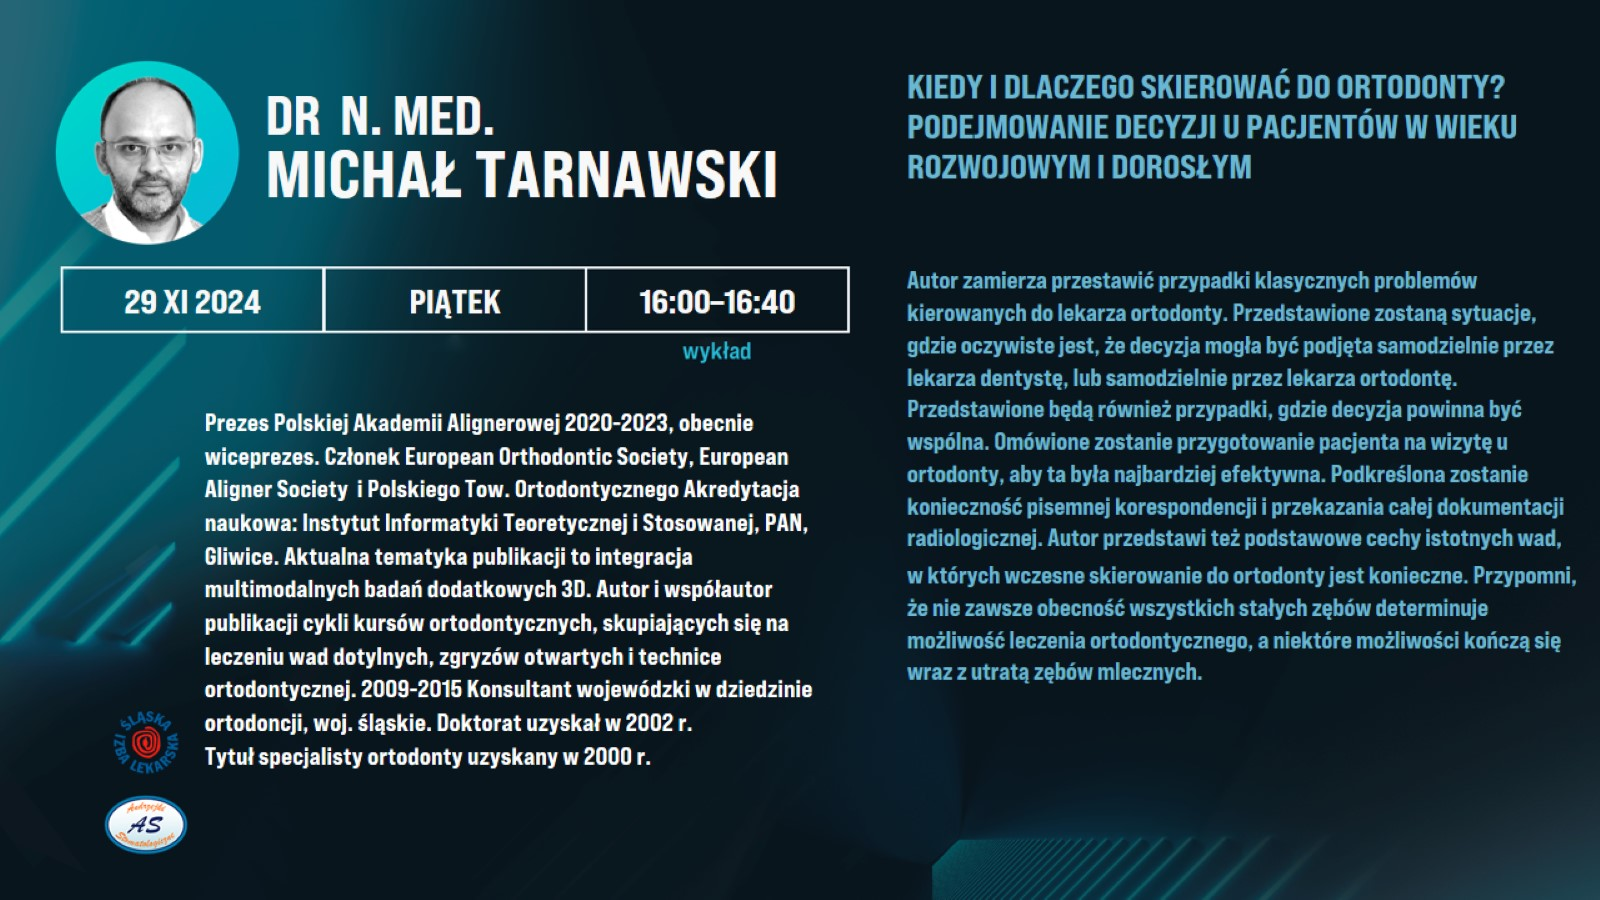 DR N. MED.
MICHAŁ TARNAWSKI
29 XI 2024
PIĄTEK
16:00–16:40
wykład
Prezes Polskiej Akademii Alignerowej 2020-2023, obecnie
wiceprezes. Członek European Orthodontic Society, European
Aligner Society i Polskiego Tow. Ortodontycznego Akredytacja
naukowa: Instytut Informatyki Teoretycznej i Stosowanej, PAN,
Gliwice. Aktualna tematyka publikacji to integracja
multimodalnych badań dodatkowych 3D. Autor i współautor
publikacji cykli kursów ortodontycznych, skupiających się na
leczeniu wad dotylnych, zgryzów otwartych i technice
ortodontycznej. 2009-2015 Konsultant wojewódzki w dziedzinie
ortodoncji, woj. śląskie. Doktorat uzyskał w 2002 r.
Tytuł specjalisty ortodonty uzyskany w 2000 r.
ŚLĄSKA
IZBA LEKARSKA
Andrzejki
AS
Stomatologiczne
KIEDY I DLACZEGO SKIEROWAĆ DO ORTODONTY?
PODEJMOWANIE DECYZJI U PACJENTÓW W WIEKU
ROZWOJOWYM I DOROSŁYM
Autor zamierza przestawić przypadki klasycznych problemów
kierowanych do lekarza ortodonty. Przedstawione zostaną sytuacje,
gdzie oczywiste jest, że decyzja mogła być podjęta samodzielnie przez
lekarza dentystę, lub samodzielnie przez lekarza ortodontę.
Przedstawione będą również przypadki, gdzie decyzja powinna być
wspólna. Omówione zostanie przygotowanie pacjenta na wizytę u
ortodonty, aby ta była najbardziej efektywna. Podkreślona zostanie
konieczność pisemnej korespondencji i przekazania całej dokumentacji
radiologicznej. Autor przedstawi też podstawowe cechy istotnych wad,
w których wczesne skierowanie do ortodonty jest konieczne. Przypomni,
że nie zawsze obecność wszystkich stałych zębów determinuje
możliwość leczenia ortodontycznego, a niektóre możliwości kończą się
wraz z utratą zębów mlecznych.